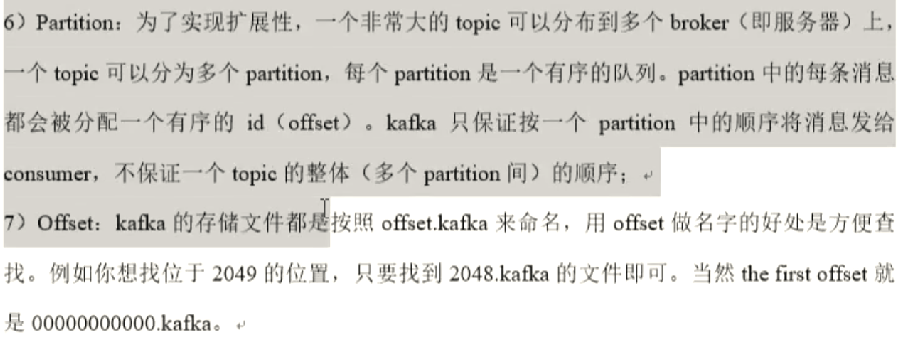 6）Partition：为了实现扩展性，一个非常大的 topic 可以分布到多个 broker（即服务器）上，
一个 topic 可以分为多个 partition，每个 partition 是一个有序的队列。partition 中的每条消息
都会被分配一个有序的 id（offset）。kafka 只保证按一个 partition 中的顺序将消息发给
consumer，不保证一个 topic 的整体（多个 partition 间）的顺序；
7）Offset：kafka 的存储文件都是按照 offset.kafka 来命名，用 offset 做名字的好处是方便查
找。例如你想找位于 2049 的位置，只要找到 2048.kafka 的文件即可。当然 the first offset 就
是 00000000000.kafka。